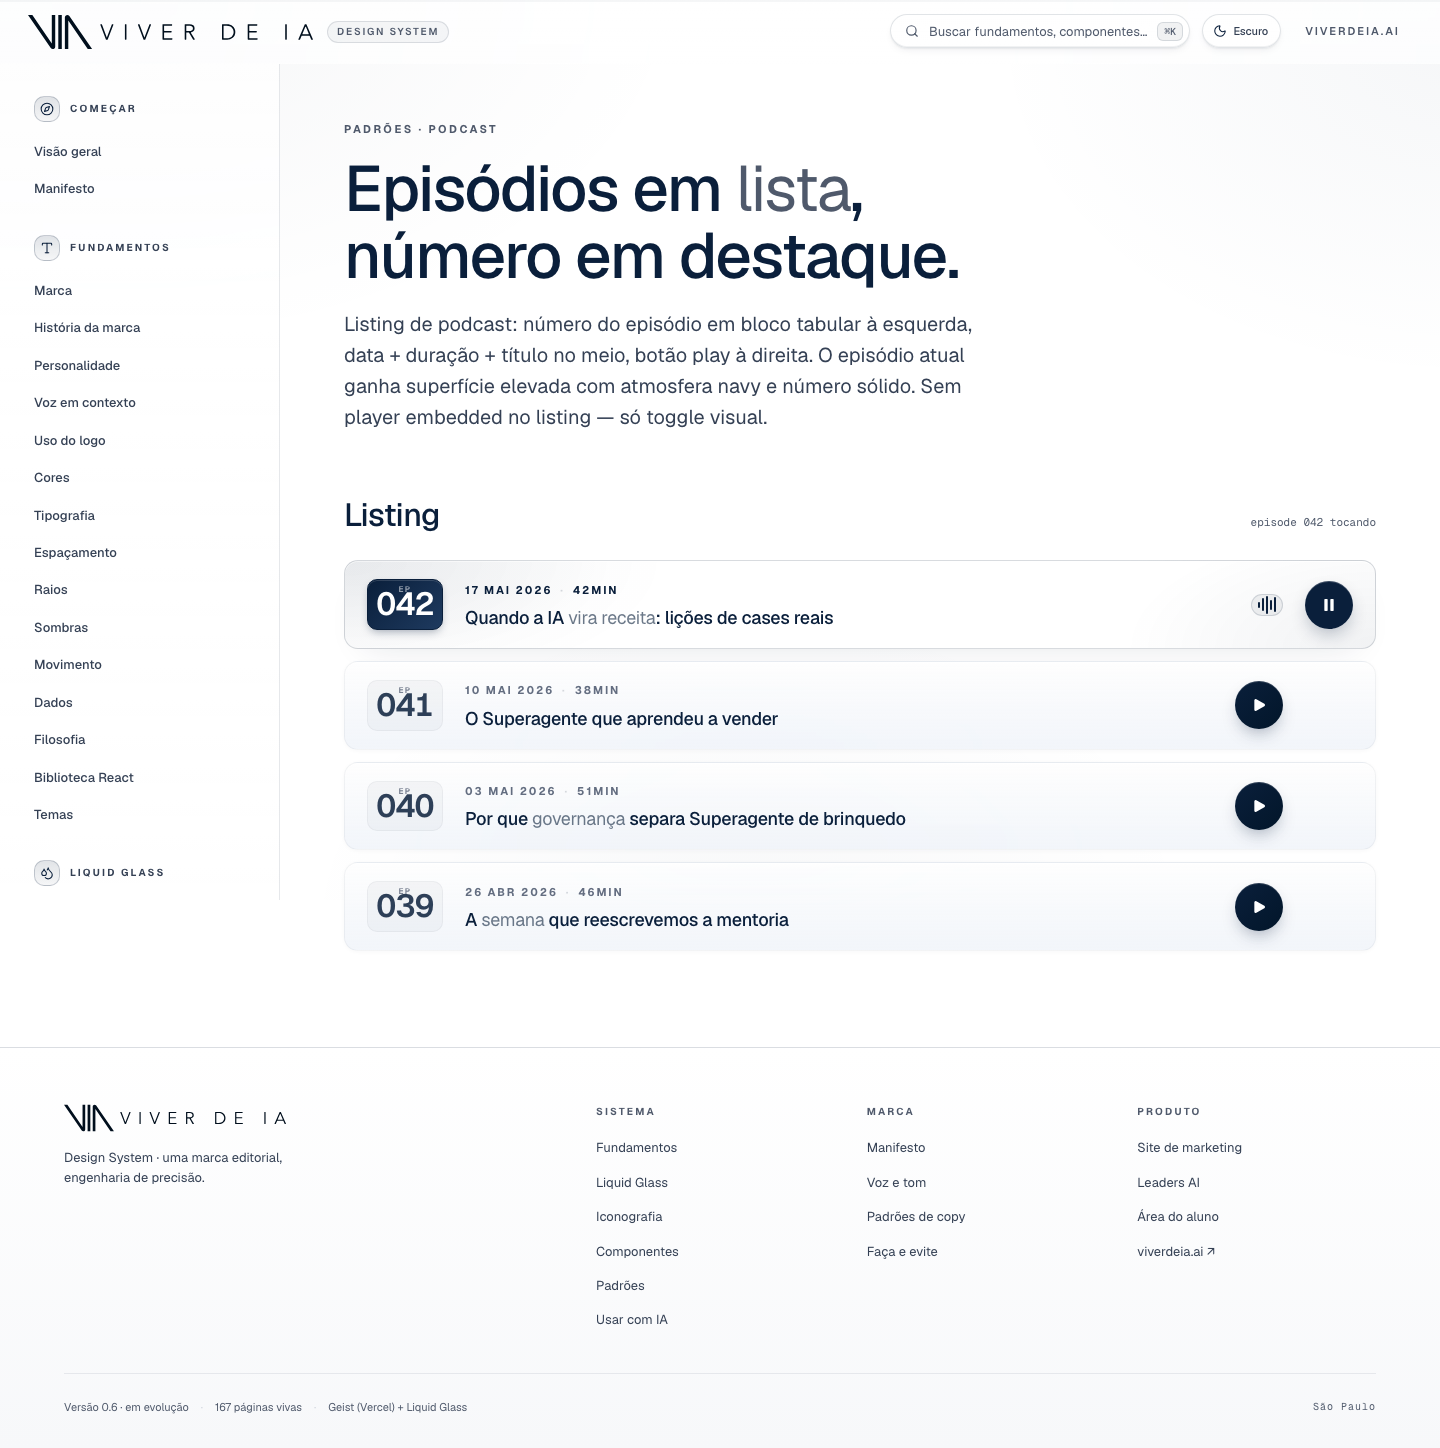 VIVER DE IA
DESIGN SYSTEM
Buscar fundamentos, componentes...
⌘K
Escuro
VIVERDEIA.AI
COMEÇAR
Visão geral
Manifesto
FUNDAMENTOS
Marca
História da marca
Personalidade
Voz em contexto
Uso do logo
Cores
Tipografia
Espaçamento
Raios
Sombras
Movimento
Dados
Filosofia
Biblioteca React
Temas
LIQUID GLASS
PADRÕES · PODCAST
Episódios em lista,
número em destaque.
Listing de podcast: número do episódio em bloco tabular à esquerda,
data + duração + título no meio, botão play à direita. O episódio atual
ganha superfície elevada com atmosfera navy e número sólido. Sem
player embedded no listing — só toggle visual.
Listing
episode 042 tocando
EP
042
17 MAI 2026 · 42MIN
Quando a IA vira receita: lições de cases reais
EP
041
10 MAI 2026 · 38MIN
O Superagente que aprendeu a vender
EP
040
03 MAI 2026 · 51MIN
Por que governança separa Superagente de brinquedo
EP
039
26 ABR 2026 · 46MIN
A semana que reescrevemos a mentoria
VIVER DE IA
Design System · uma marca editorial,
engenharia de precisão.
SISTEMA
Fundamentos
Liquid Glass
Iconografia
Componentes
Padrões
Usar com IA
MARCA
Manifesto
Voz e tom
Padrões de copy
Faça e evite
PRODUTO
Site de marketing
Leaders AI
Área do aluno
viverdeia.ai ↗
Versão 0.6 · em evolução · 167 páginas vivas · Geist (Vercel) + Liquid Glass
São Paulo